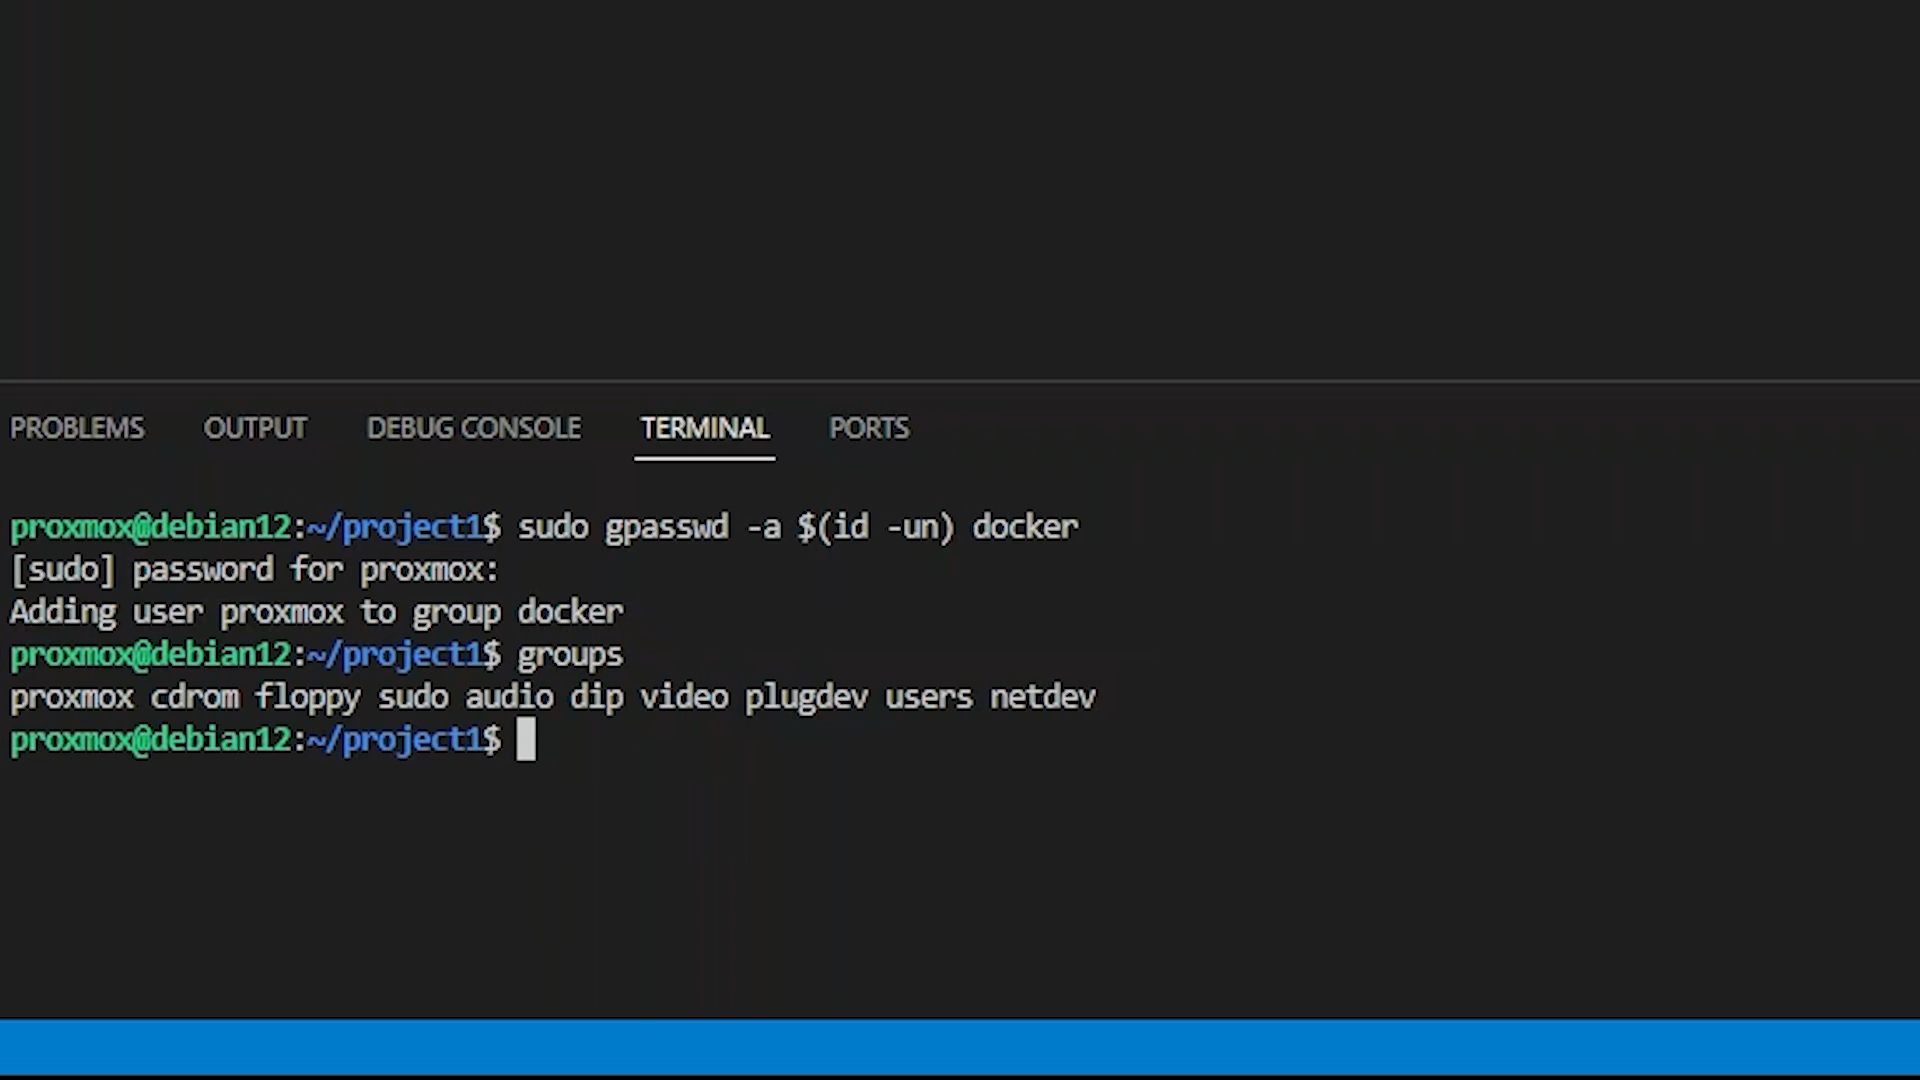 PROBLEMS OUTPUT DEBUG CONSOLE TERMINAL PORTS
proxmox@debian12:~/project1$ sudo gpasswd -a $(id -un) docker
[sudo] password for proxmox:
Adding user proxmox to group docker
proxmox@debian12:~/project1$ groups
proxmox cdrom floppy sudo audio dip video plugdev users netdev
proxmox@debian12:~/project1$